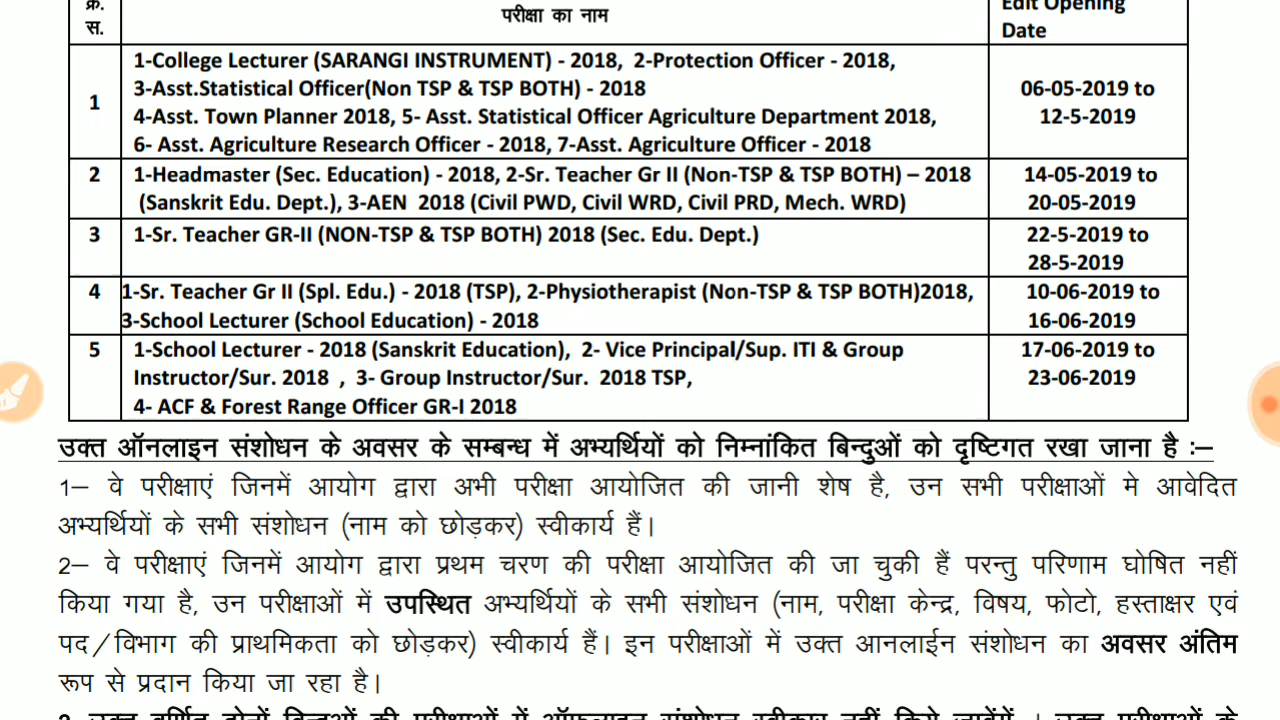 क्र. परीक्षा का नाम Edit Opening
स. Date
1 1-College Lecturer (SARANGI INSTRUMENT) - 2018, 2-Protection Officer - 2018,
3-Asst.Statistical Officer(Non TSP & TSP BOTH) - 2018 06-05-2019 to
4-Asst. Town Planner 2018, 5- Asst. Statistical Officer Agriculture Department 2018, 12-5-2019
6- Asst. Agriculture Research Officer - 2018, 7-Asst. Agriculture Officer - 2018
2 1-Headmaster (Sec. Education) - 2018, 2-Sr. Teacher Gr II (Non-TSP & TSP BOTH) – 2018 14-05-2019 to
(Sanskrit Edu. Dept.), 3-AEN 2018 (Civil PWD, Civil WRD, Civil PRD, Mech. WRD) 20-05-2019
3 1-Sr. Teacher GR-II (NON-TSP & TSP BOTH) 2018 (Sec. Edu. Dept.) 22-5-2019 to
28-5-2019
4 1-Sr. Teacher Gr II (Spl. Edu.) - 2018 (TSP), 2-Physiotherapist (Non-TSP & TSP BOTH)2018, 10-06-2019 to
3-School Lecturer (School Education) - 2018 16-06-2019
5 1-School Lecturer - 2018 (Sanskrit Education), 2- Vice Principal/Sup. ITI & Group 17-06-2019 to
Instructor/Sur. 2018 , 3- Group Instructor/Sur. 2018 TSP, 23-06-2019
4- ACF & Forest Range Officer GR-I 2018
उक्त ऑनलाइन संशोधन के अवसर के सम्बन्ध में अभ्यर्थियों को निम्नांकित बिन्दुओं को दृष्टिगत रखा जाना है :–
1– वे परीक्षाएं जिनमें आयोग द्वारा अभी परीक्षा आयोजित की जानी शेष है, उन सभी परीक्षाओं मे आवेदित
अभ्यर्थियों के सभी संशोधन (नाम को छोड़कर) स्वीकार्य हैं।
2– वे परीक्षाएं जिनमें आयोग द्वारा प्रथम चरण की परीक्षा आयोजित की जा चुकी हैं परन्तु परिणाम घोषित नहीं
किया गया है, उन परीक्षाओं में उपस्थित अभ्यर्थियों के सभी संशोधन (नाम, परीक्षा केन्द्र, विषय, फोटो, हस्ताक्षर एवं
पद/विभाग की प्राथमिकता को छोड़कर) स्वीकार्य हैं। इन परीक्षाओं में उक्त आनलाईन संशोधन का अवसर अंतिम
रूप से प्रदान किया जा रहा है।
3– उक्त वर्णित दोनों बिन्दुओं की परीक्षाओं में ऑफलाइन संशोधन स्वीकार नहीं किये जावेंगें । उक्त परीक्षाओं के